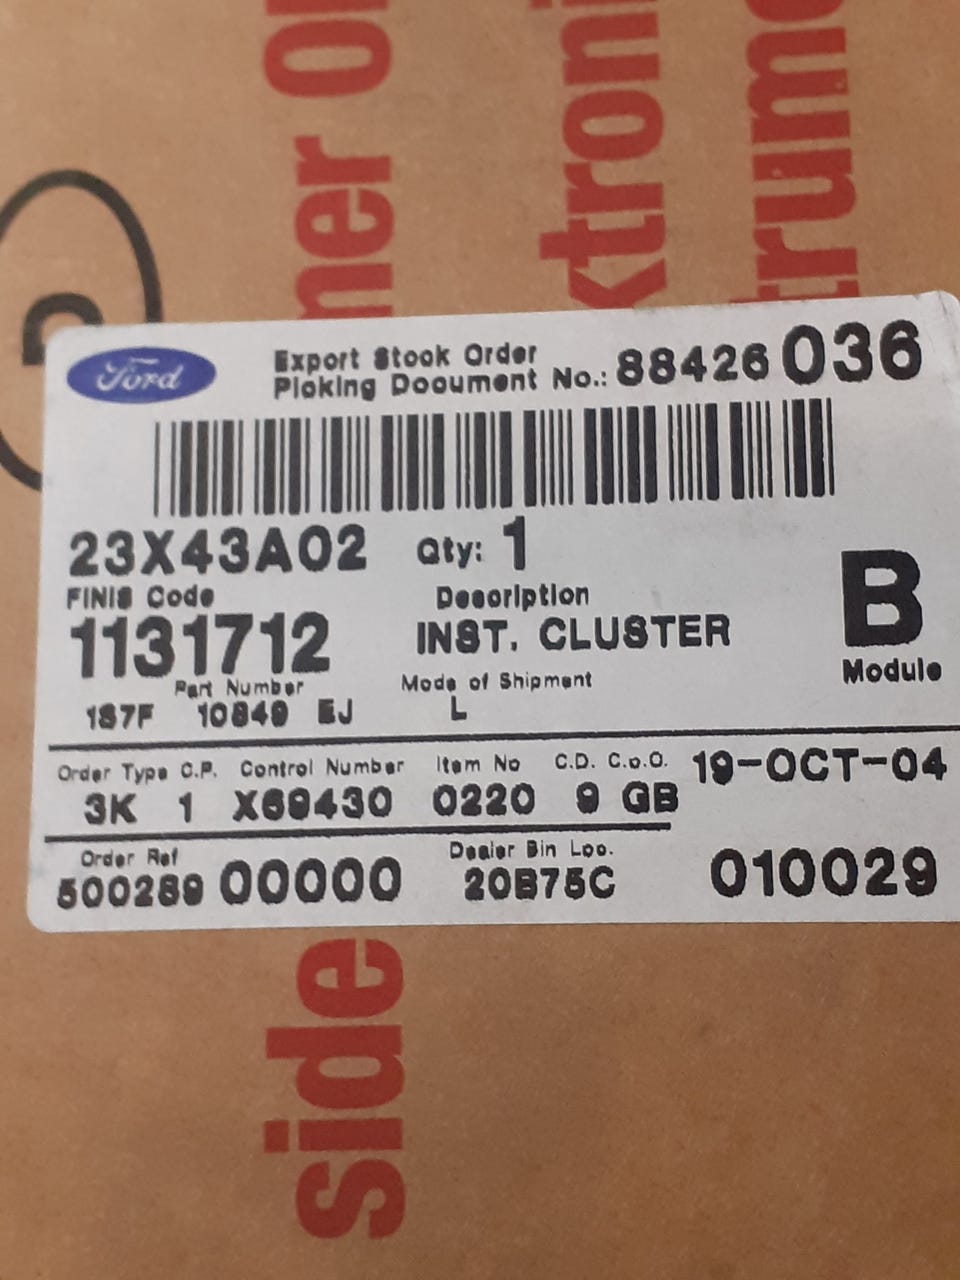 Ford
Export Stock Order
Picking Document No.: 88426 036
23X43A02 Qty: 1
FINIS Code Description
1131712 INST. CLUSTER
B
Module
Part Number Mode of Shipment
1S7F 10849 EJ L
Order Type C.P. Control Number Item No C.D. C.o.O. 19-OCT-04
3K 1 X69430 0220 9 GB
Order Ref Dealer Bin Loc.
500289 00000 20B75C 010029
side